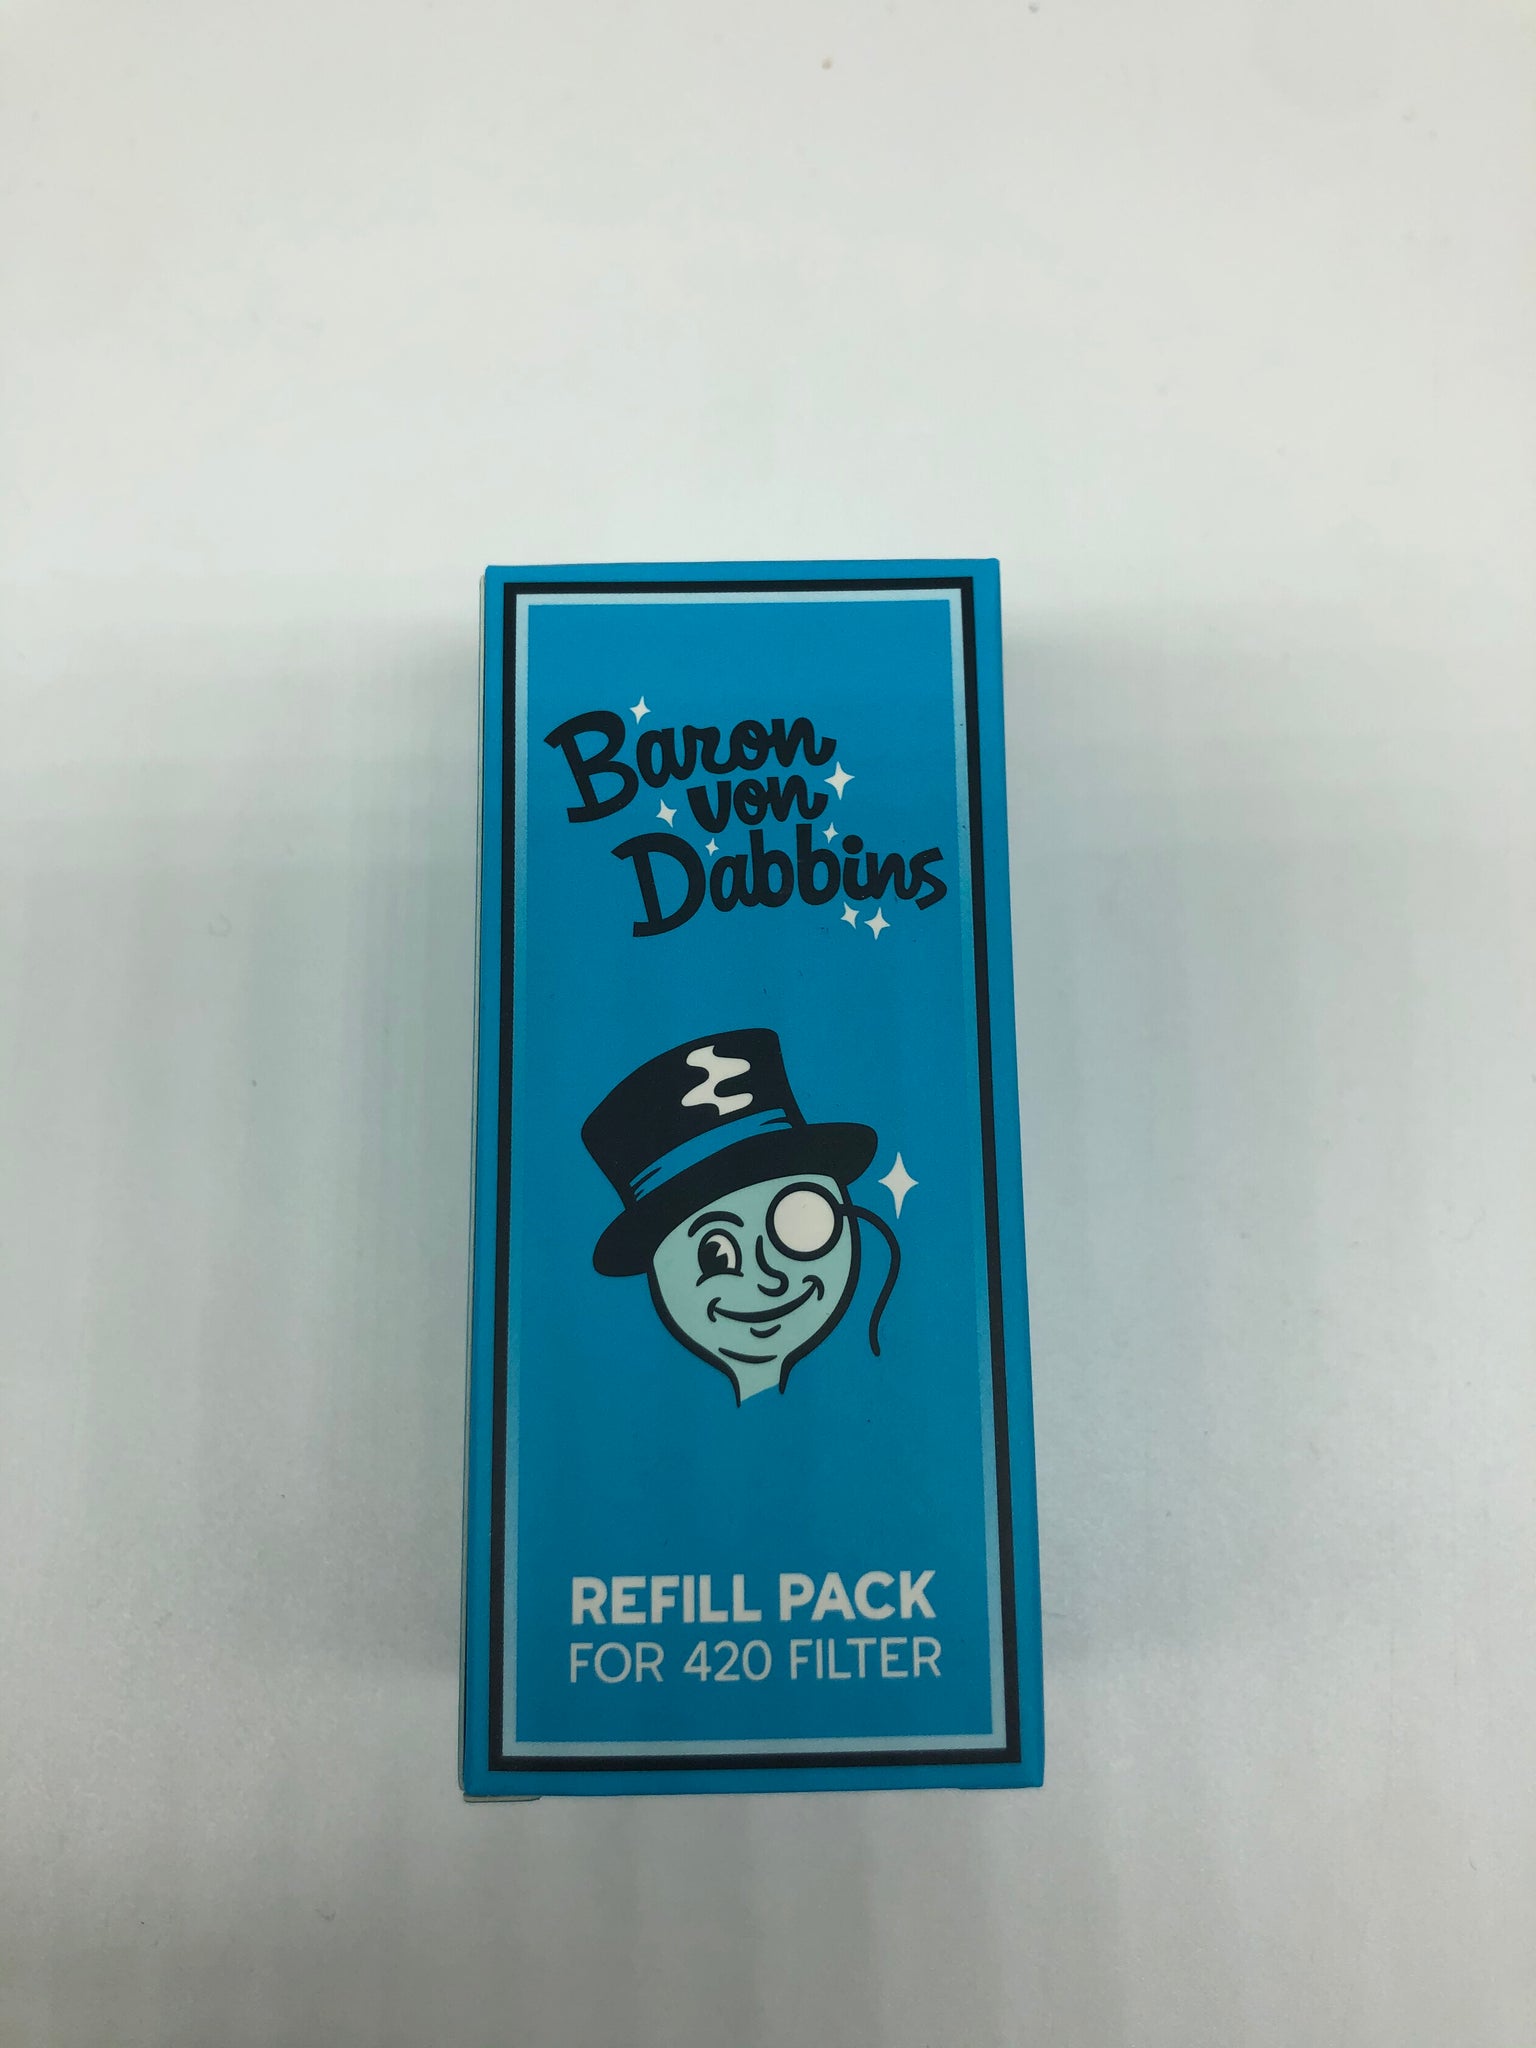 Baron
von
Dabbins
REFILL PACK
FOR 420 FILTER